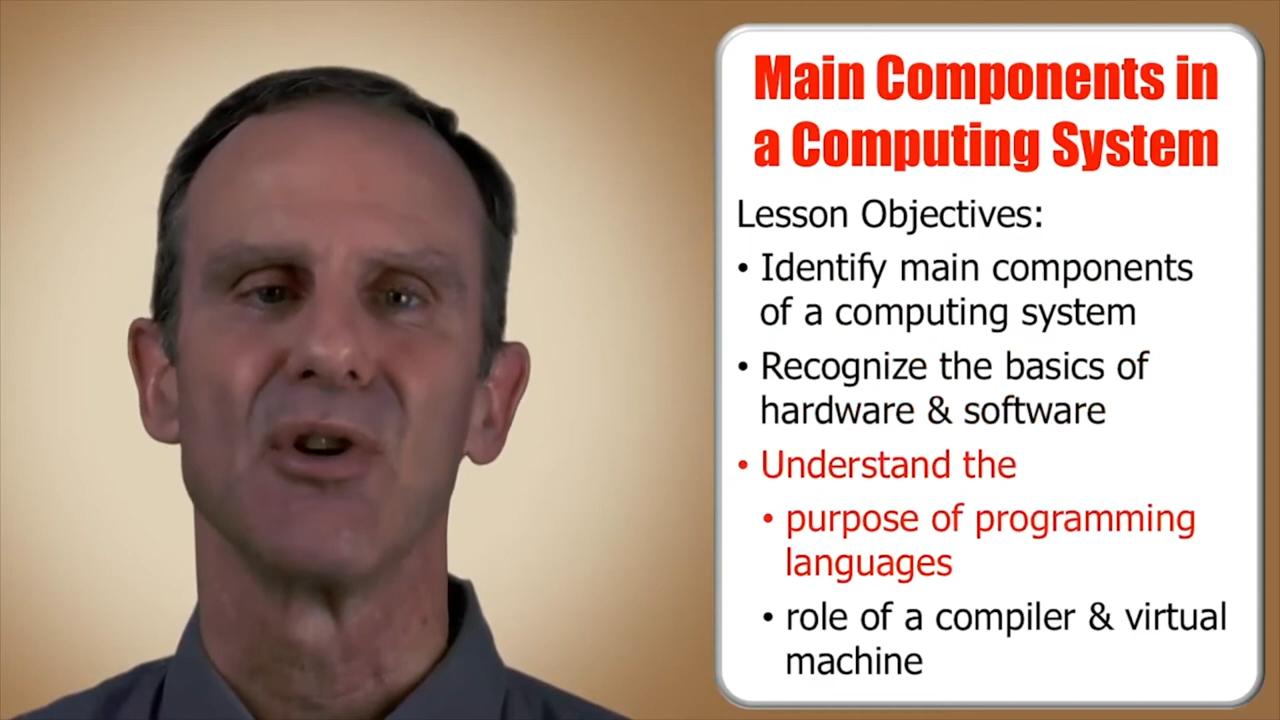 Main Components in
a Computing System
Lesson Objectives:
• Identify main components
of a computing system
• Recognize the basics of
hardware & software
• Understand the
• purpose of programming
languages
• role of a compiler & virtual
machine